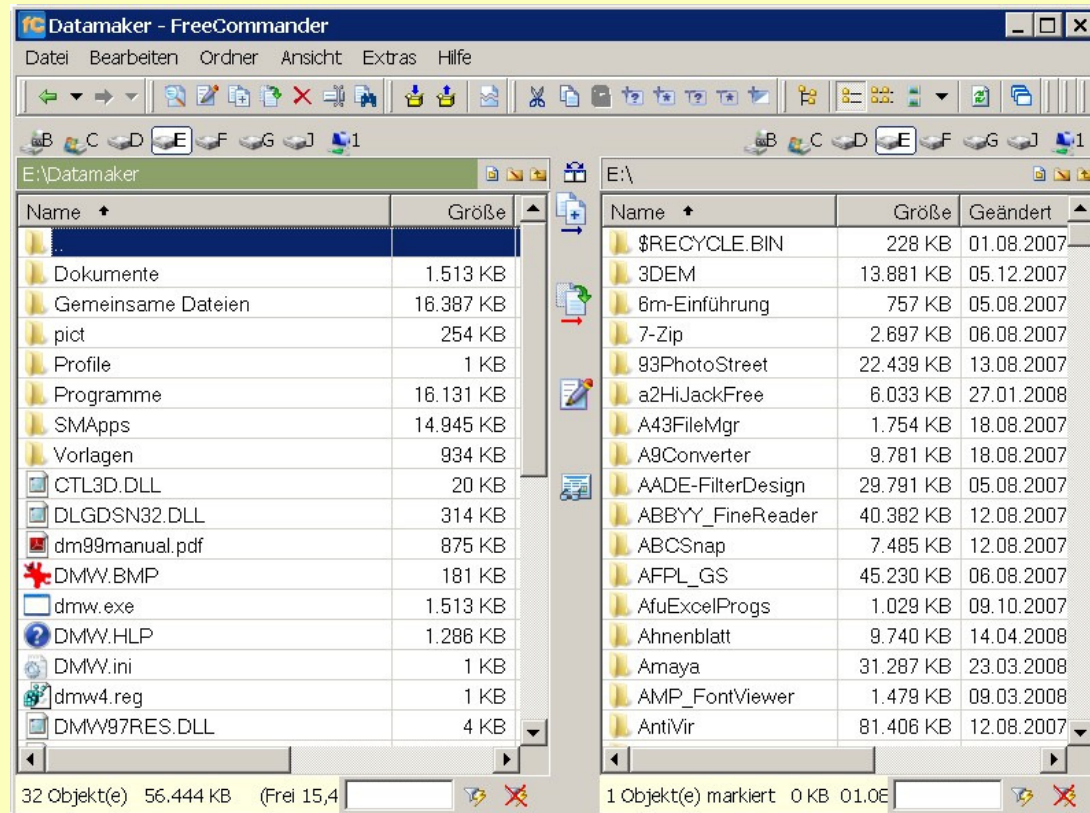 Datamaker - FreeCommander
Datei Bearbeiten Ordner Ansicht Extras Hilfe
B C D E F G J 1
B C D E F G J 1
E:\Datamaker
Name Größe
..
Dokumente 1.513 KB
Gemeinsame Dateien 16.387 KB
pict 254 KB
Profile 1 KB
Programme 16.131 KB
SMApps 14.945 KB
Vorlagen 934 KB
CTL3D.DLL 20 KB
DLGDSN32.DLL 314 KB
dm99manual.pdf 875 KB
DMW.BMP 181 KB
dmw.exe 1.513 KB
DMW.HLP 1.286 KB
DMW.ini 1 KB
dmw4.reg 1 KB
DMW97RES.DLL 4 KB
32 Objekt(e) 56.444 KB (Frei 15,4
E:\
Name Größe Geändert
$RECYCLE.BIN 228 KB 01.08.2007
3DEM 13.881 KB 05.12.2007
6m-Einführung 757 KB 05.08.2007
7-Zip 2.697 KB 06.08.2007
93PhotoStreet 22.439 KB 13.08.2007
a2HiJackFree 6.033 KB 27.01.2008
A43FileMgr 1.754 KB 18.08.2007
A9Converter 9.781 KB 18.08.2007
AADE-FilterDesign 29.791 KB 05.08.2007
ABBYY_FineReader 40.382 KB 12.08.2007
ABCSnap 7.485 KB 12.08.2007
AFPL_GS 45.230 KB 06.08.2007
AfuExcelProgs 1.029 KB 09.10.2007
Ahnenblatt 9.740 KB 14.04.2008
Amaya 31.287 KB 23.03.2008
AMP_FontViewer 1.479 KB 09.03.2008
AntiVir 81.406 KB 12.08.2007
1 Objekt(e) markiert 0 KB 01.08